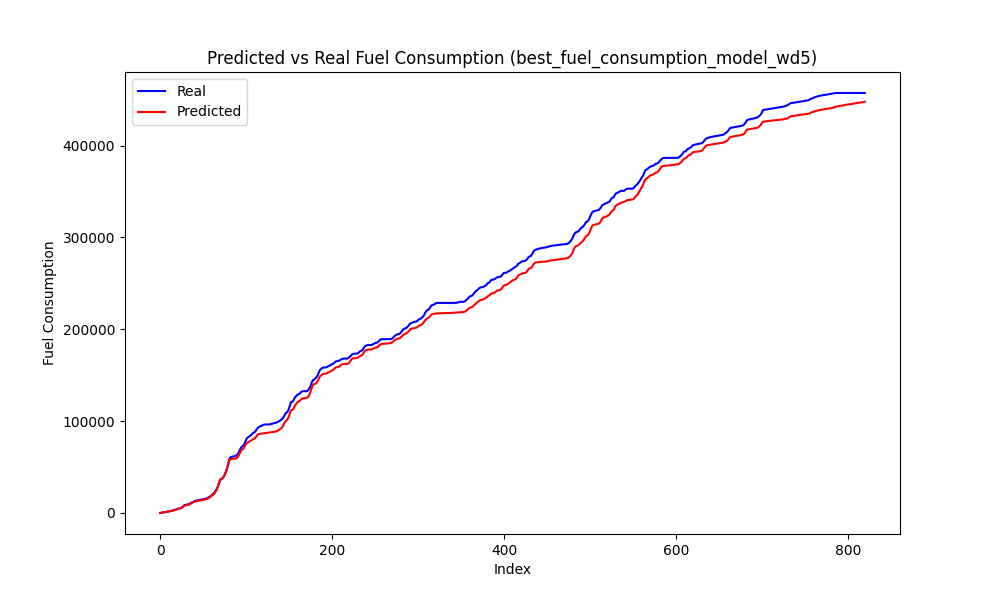 Predicted vs Real Fuel Consumption (best_fuel_consumption_model_wd5)
Real
Predicted
Fuel Consumption
400000
300000
200000
100000
0
0 200 400 600 800
Index